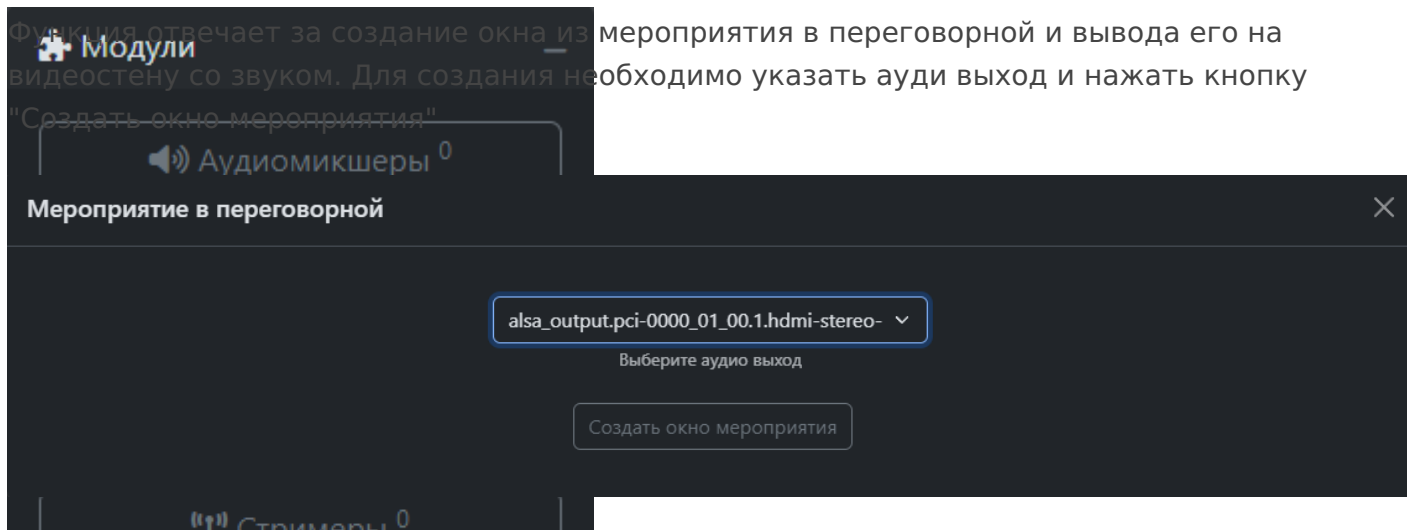 Функция отвечает за создание окна из мероприятия в переговорной и вывода его на
Модули
видеостену со звуком. Для создания необходимо указать ауди выход и нажать кнопку
"Создать окно мероприятия"
Аудиомикшеры 0
Мероприятие в переговорной
alsa_output.pci-0000_01_00.1.hdmi-stereo-
Выберите аудио выход
Создать окно мероприятия
Стримеры 0